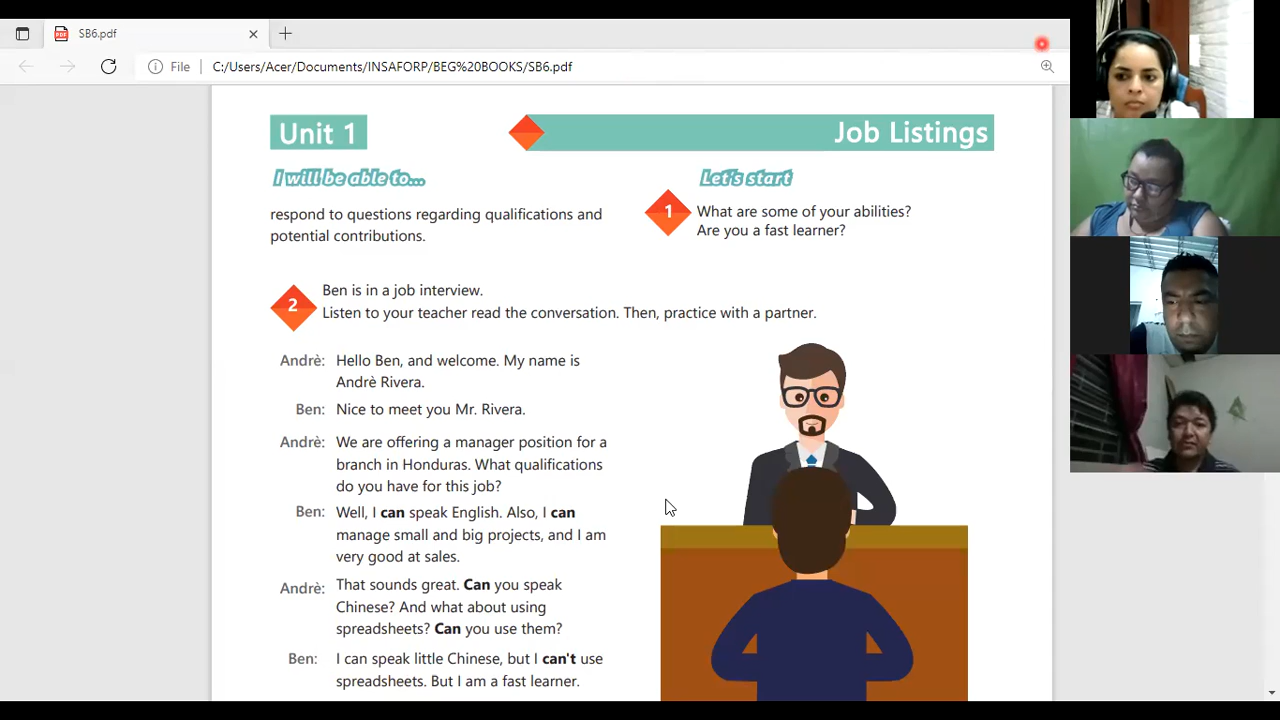 SB6.pdf
File C:/Users/Acer/Documents/INSAFORP/BEG%20BOOKS/SB6.pdf
Unit 1
Job Listings
I will be able to...
respond to questions regarding qualifications and
potential contributions.
Let's start
1 What are some of your abilities?
Are you a fast learner?
2 Ben is in a job interview.
Listen to your teacher read the conversation. Then, practice with a partner.
Andrè: Hello Ben, and welcome. My name is
Andrè Rivera.
Ben: Nice to meet you Mr. Rivera.
Andrè: We are offering a manager position for a
branch in Honduras. What qualifications
do you have for this job?
Ben: Well, I can speak English. Also, I can
manage small and big projects, and I am
very good at sales.
Andrè: That sounds great. Can you speak
Chinese? And what about using
spreadsheets? Can you use them?
Ben: I can speak little Chinese, but I can't use
spreadsheets. But I am a fast learner.